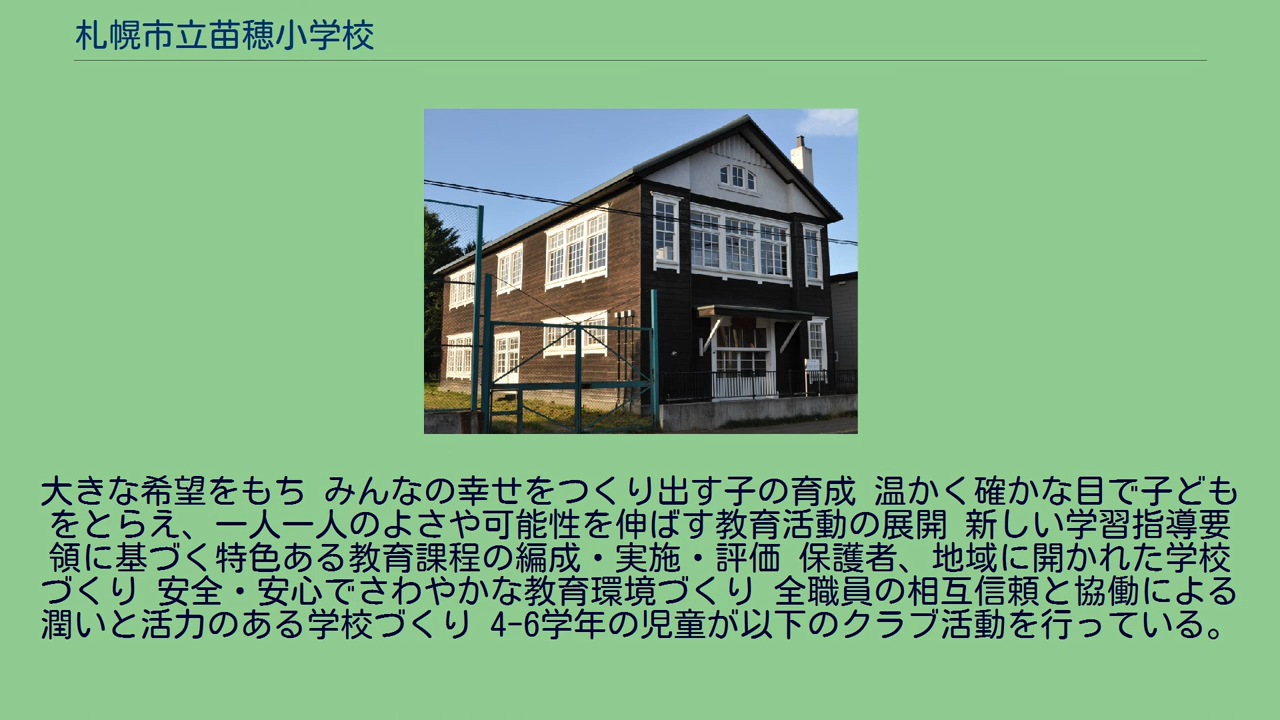 札幌市立苗穂小学校
大きな希望をもち みんなの幸せをつくり出す子の育成 温かく確かな目で子ども
をとらえ、一人一人のよさや可能性を伸ばす教育活動の展開 新しい学習指導要
領に基づく特色ある教育課程の編成・実施・評価 保護者、地域に開かれた学校
づくり 安全・安心でさわやかな教育環境づくり 全職員の相互信頼と協働による
潤いと活力のある学校づくり 4-6学年の児童が以下のクラブ活動を行っている。